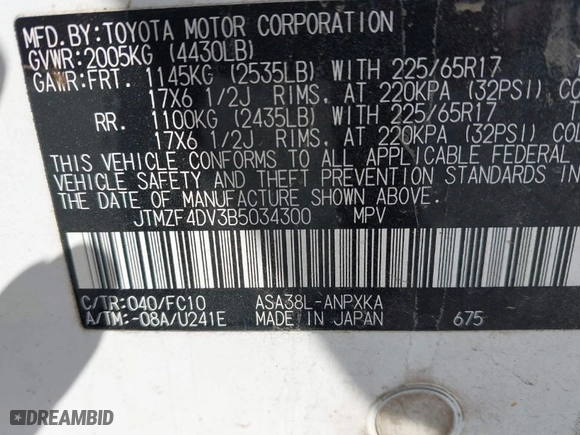 MFD.BY:TOYOTA MOTOR CORPORATION
GVWR:2005KG (4430LB)
GAWR:FRT. 1145KG (2535LB) WITH 225/65R17 T
17X6 1/2J RIMS, AT 220KPA (32PSI) CO
RR. 1100KG (2435LB) WITH 225/65R17 T
17X6 1/2J RIMS, AT 220KPA (32PSI) COL
THIS VEHICLE CONFORMS TO ALL APPLICABLE FEDERAL
VEHICLE SAFETY AND THEFT PREVENTION STANDARDS
THE DATE OF MANUFACTURE SHOWN ABOVE.
JTMZF4DV3B5034300 MPV
C/TR:040/FC10 ASA38L-ANPXKA
A/TM:-08A/U241E MADE IN JAPAN 675
DREAMBID